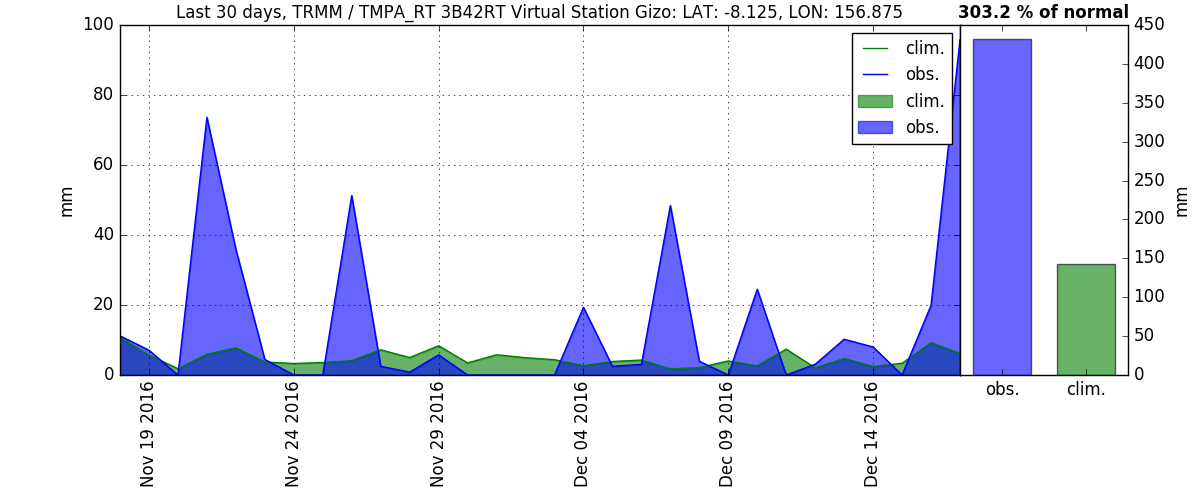 Last 30 days, TRMM / TMPA_RT 3B42RT Virtual Station Gizo: LAT: -8.125, LON: 156.875
303.2 % of normal
100
80
60
40
20
0
mm
clim.
obs.
clim.
obs.
450
400
350
300
250
200
150
100
50
0
mm
Nov 19 2016
Nov 24 2016
Nov 29 2016
Dec 04 2016
Dec 09 2016
Dec 14 2016
obs.
clim.